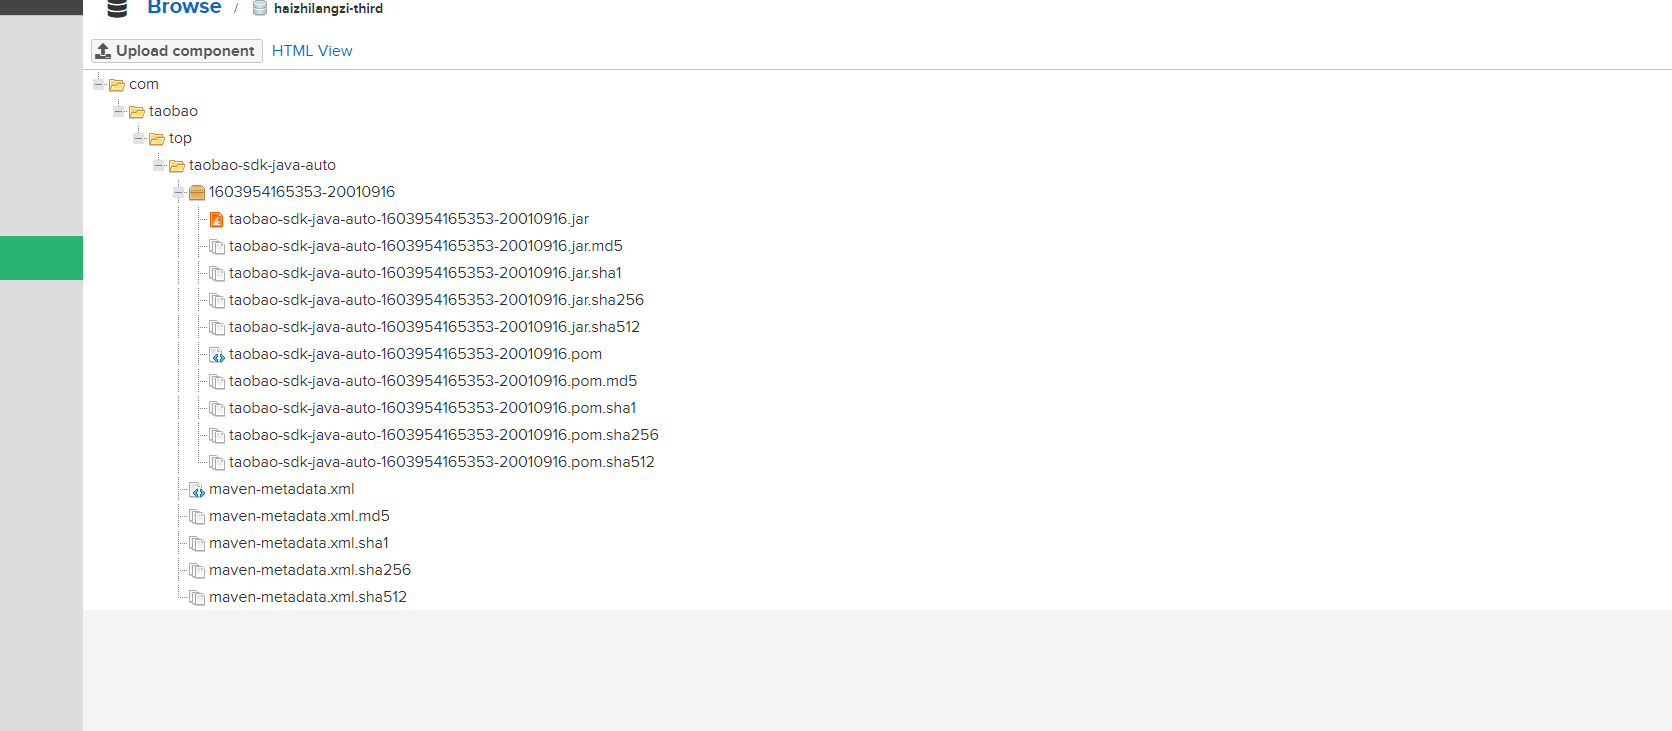 Browse / haizhilangzi-third
Upload component HTML View
com
taobao
top
taobao-sdk-java-auto
1603954165353-20010916
taobao-sdk-java-auto-1603954165353-20010916.jar
taobao-sdk-java-auto-1603954165353-20010916.jar.md5
taobao-sdk-java-auto-1603954165353-20010916.jar.sha1
taobao-sdk-java-auto-1603954165353-20010916.jar.sha256
taobao-sdk-java-auto-1603954165353-20010916.jar.sha512
taobao-sdk-java-auto-1603954165353-20010916.pom
taobao-sdk-java-auto-1603954165353-20010916.pom.md5
taobao-sdk-java-auto-1603954165353-20010916.pom.sha1
taobao-sdk-java-auto-1603954165353-20010916.pom.sha256
taobao-sdk-java-auto-1603954165353-20010916.pom.sha512
maven-metadata.xml
maven-metadata.xml.md5
maven-metadata.xml.sha1
maven-metadata.xml.sha256
maven-metadata.xml.sha512